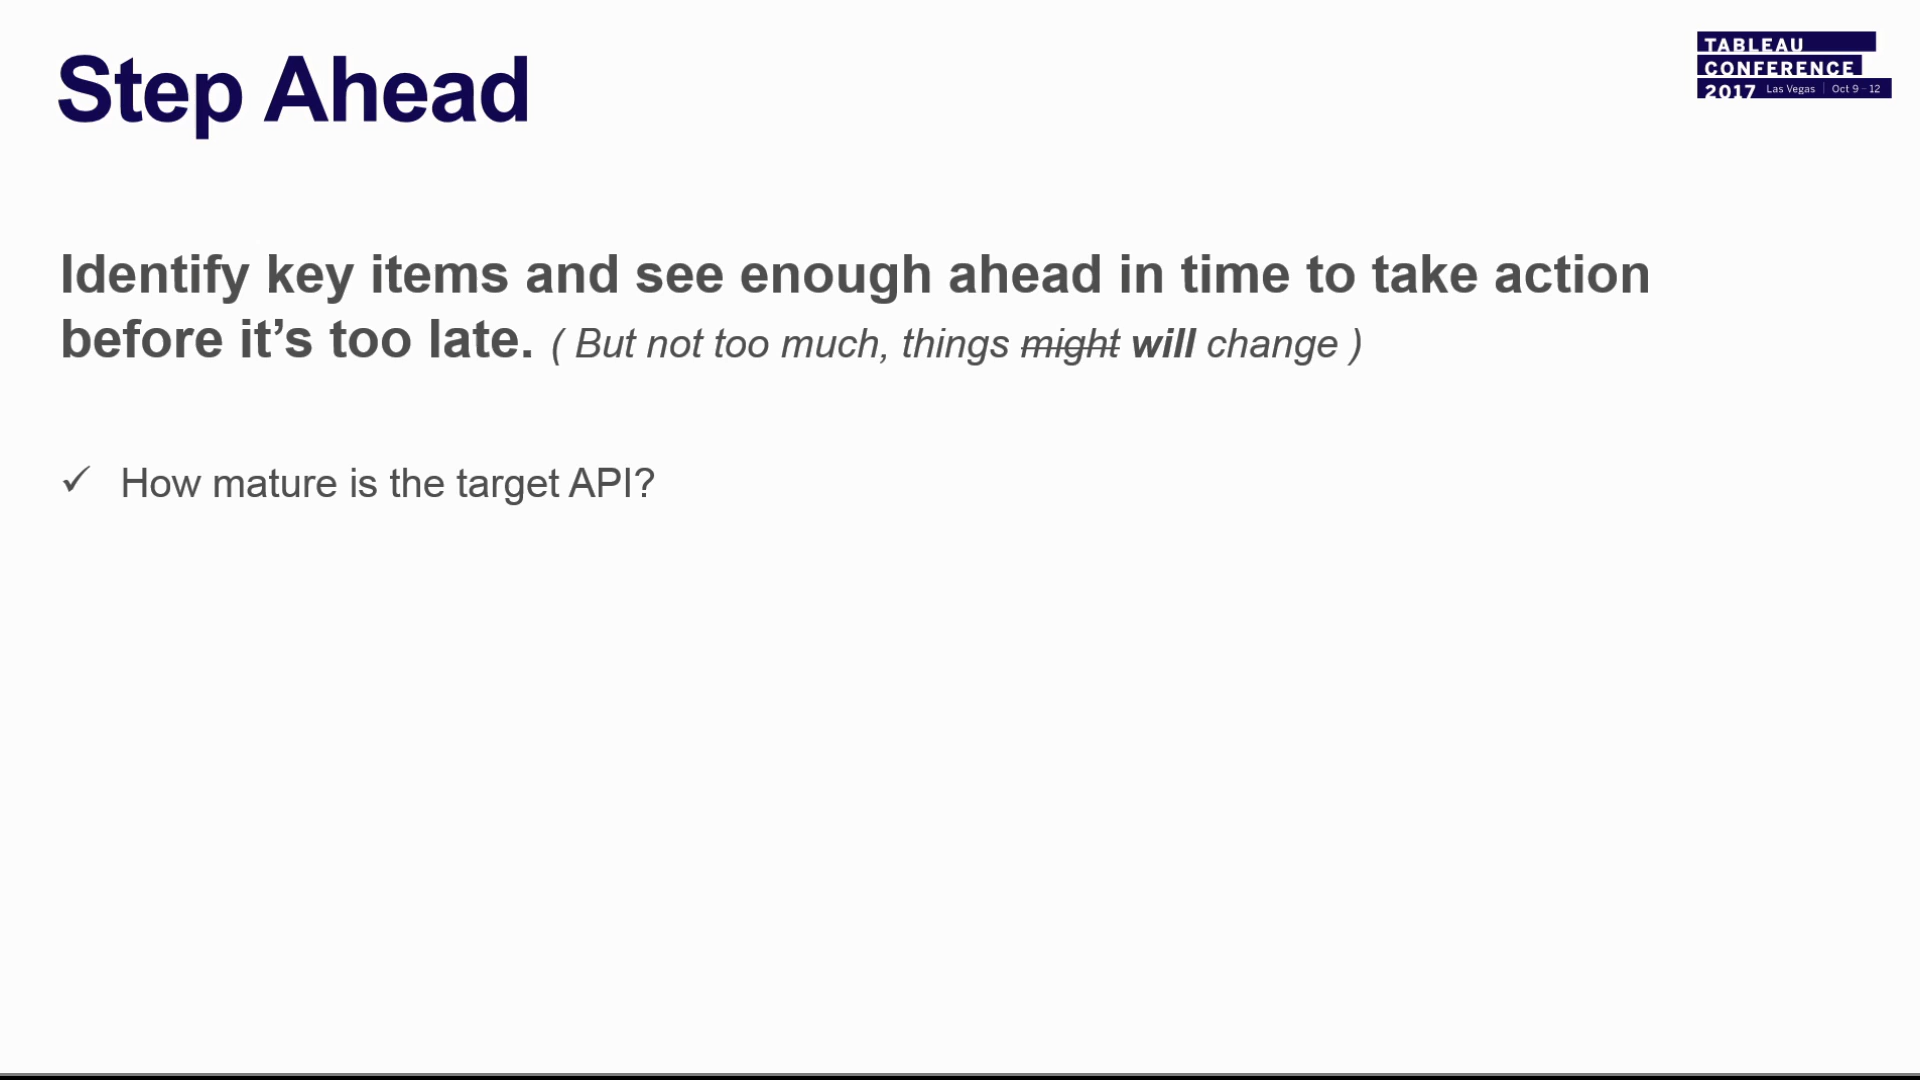 Step Ahead
TABLEAU
CONFERENCE
2017 Las Vegas | Oct 9 - 12
Identify key items and see enough ahead in time to take action
before it’s too late. ( But not too much, things might will change )
✓ How mature is the target API?